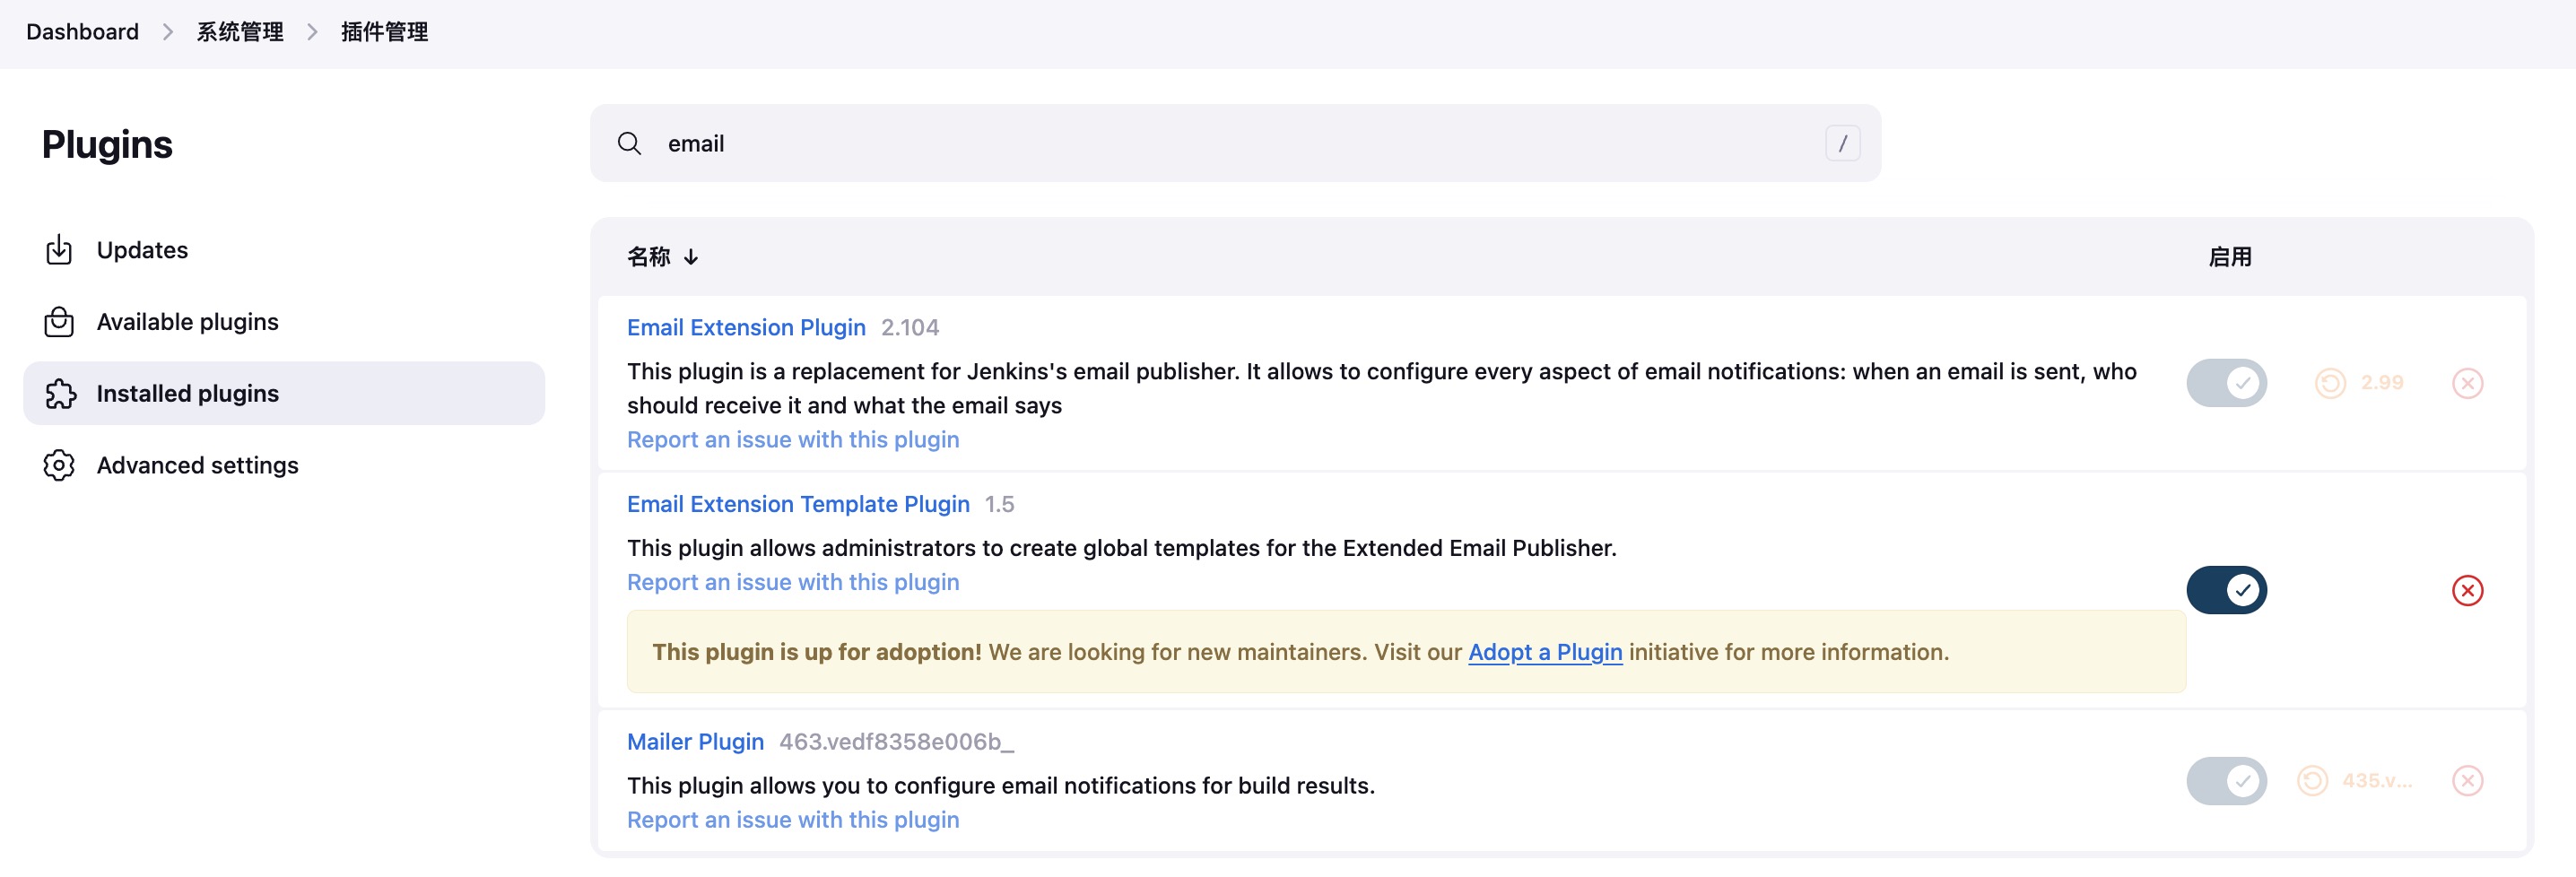 Dashboard > 系统管理 > 插件管理
Plugins
Updates
Available plugins
Installed plugins
Advanced settings
email
/
名称 ↓ 启用
Email Extension Plugin 2.104
This plugin is a replacement for Jenkins's email publisher. It allows to configure every aspect of email notifications: when an email is sent, who
should receive it and what the email says
Report an issue with this plugin
2.99
Email Extension Template Plugin 1.5
This plugin allows administrators to create global templates for the Extended Email Publisher.
Report an issue with this plugin
This plugin is up for adoption! We are looking for new maintainers. Visit our Adopt a Plugin initiative for more information.
Mailer Plugin 463.vedf8358e006b_
This plugin allows you to configure email notifications for build results.
Report an issue with this plugin
435.v...